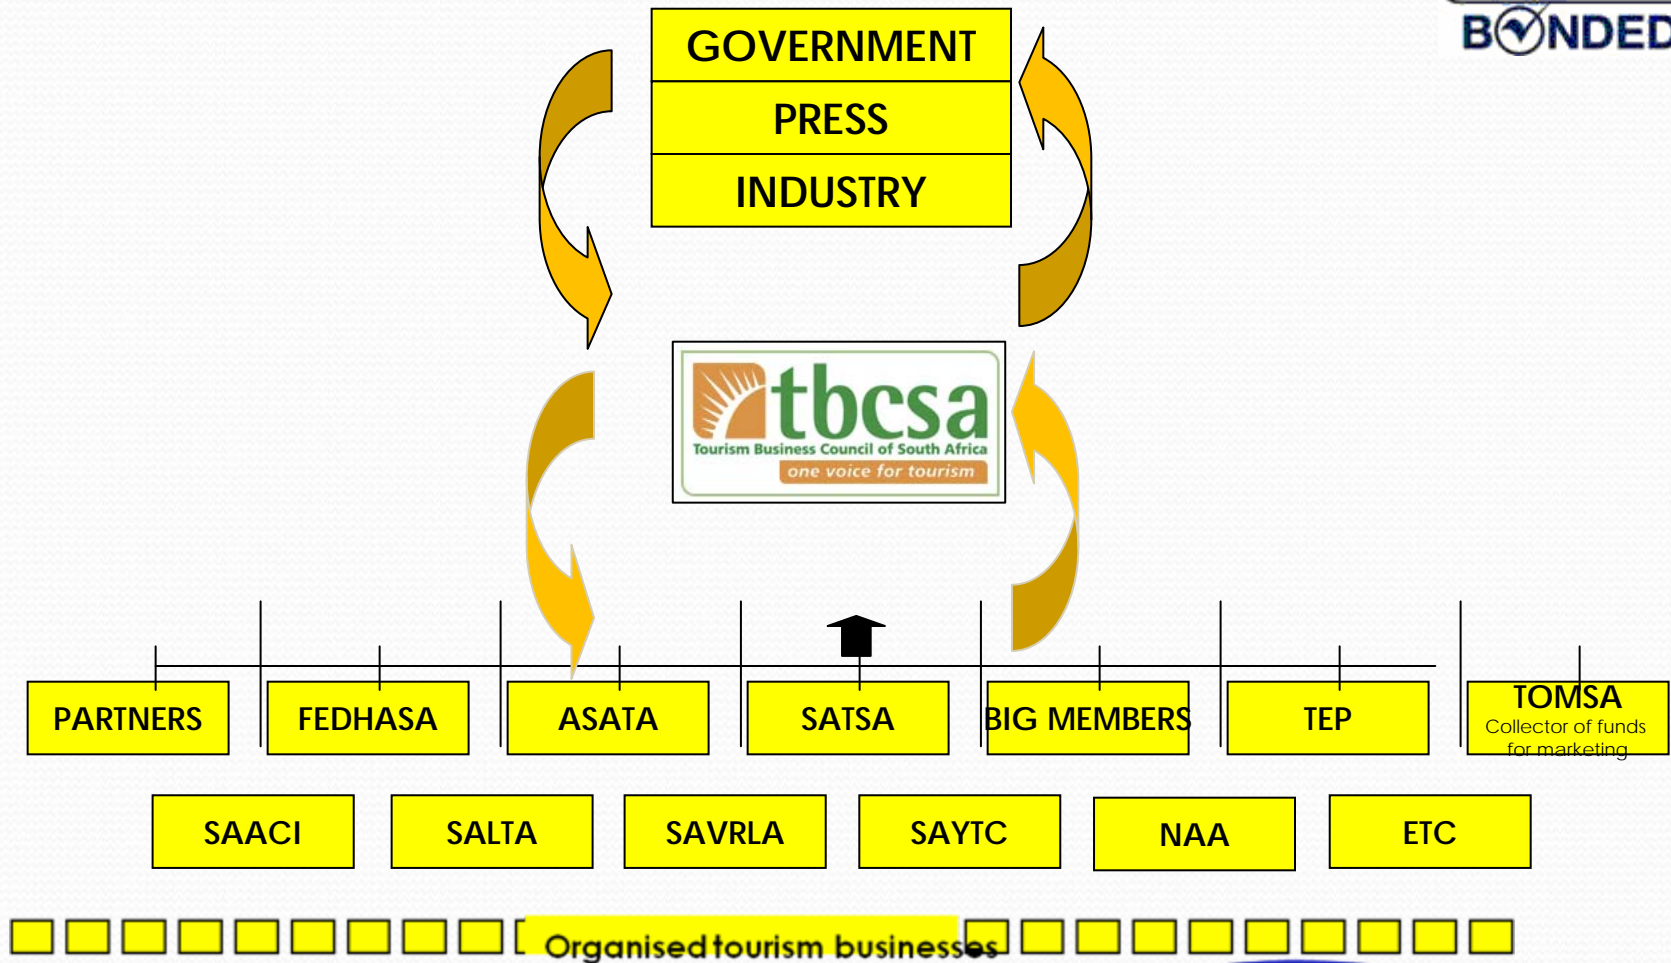 BONDED
GOVERNMENT
PRESS
INDUSTRY
tbcsa
Tourism Business Council of South Africa
one voice for tourism
PARTNERS
FEDHASA
ASATA
SATSA
BIG MEMBERS
TEP
TOMSA
Collector of funds
for marketing
SAACI
SALTA
SAVRLA
SAYTC
NAA
ETC
Organised tourism businesses